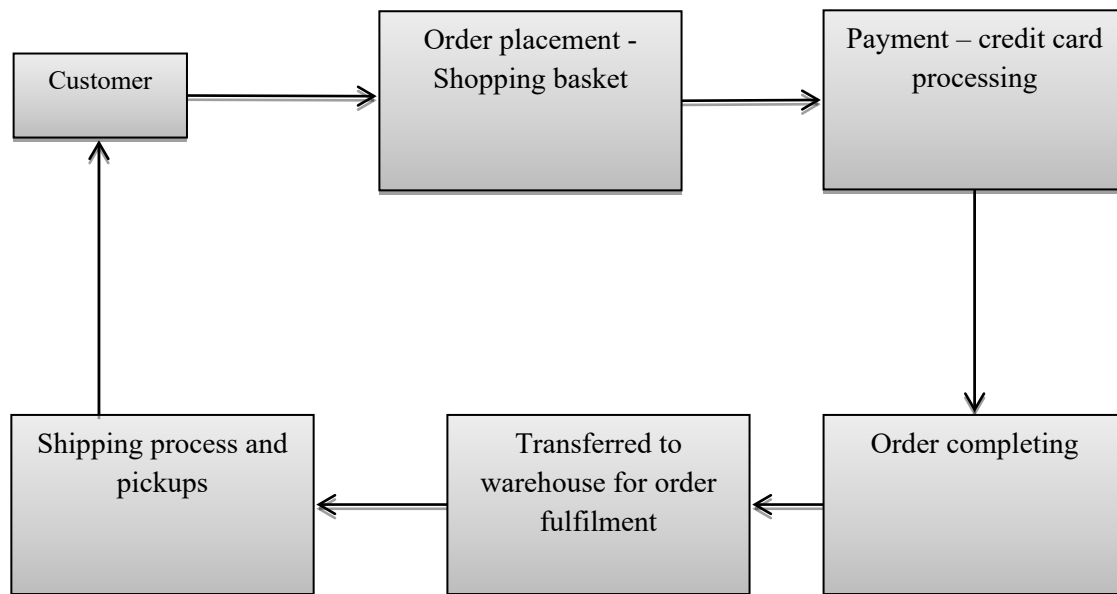 Customer
Order placement -
Shopping basket
Payment – credit card
processing
Order completing
Transferred to
warehouse for order
fulfilment
Shipping process and
pickups